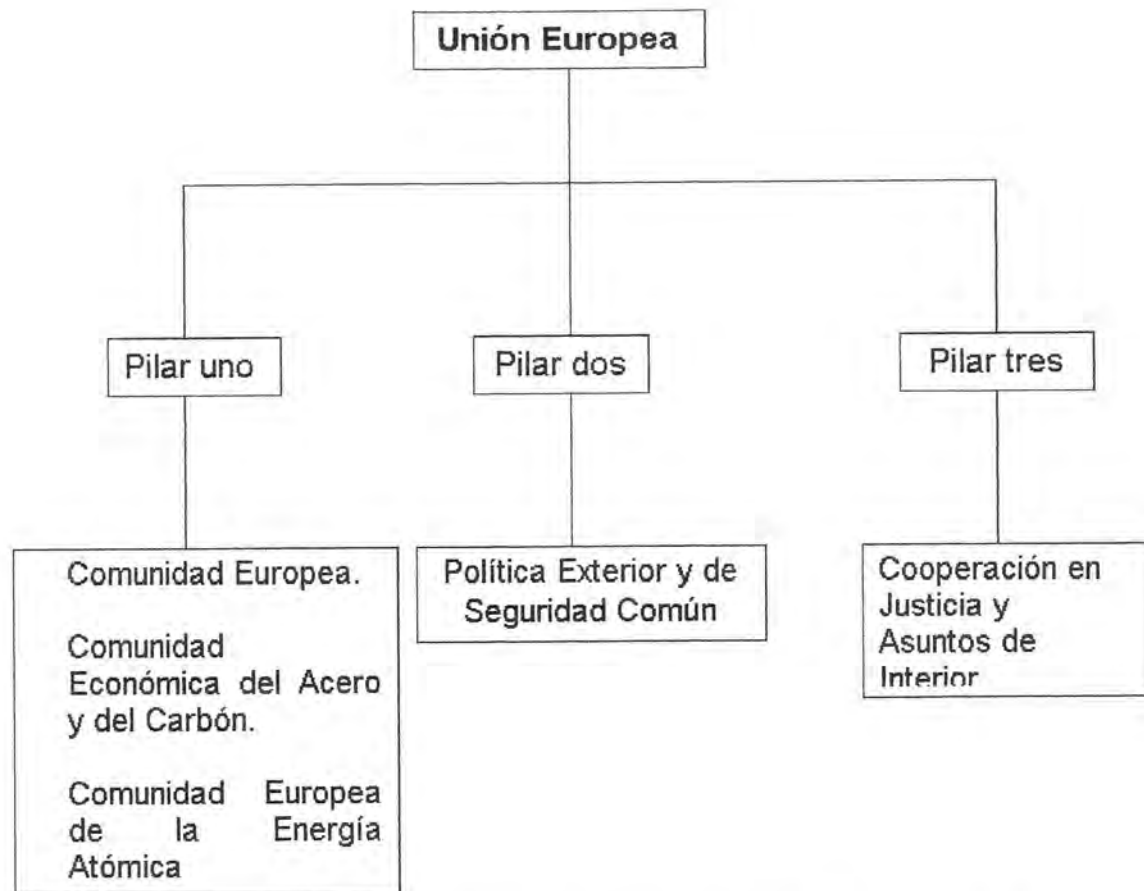 Unión Europea
Pilar uno
Pilar dos
Pilar tres
Comunidad Europea.
Comunidad
Económica del Acero
y del Carbón.
Comunidad Europea
de la Energía
Atómica
Política Exterior y de
Seguridad Común
Cooperación en
Justicia y
Asuntos de
Interior